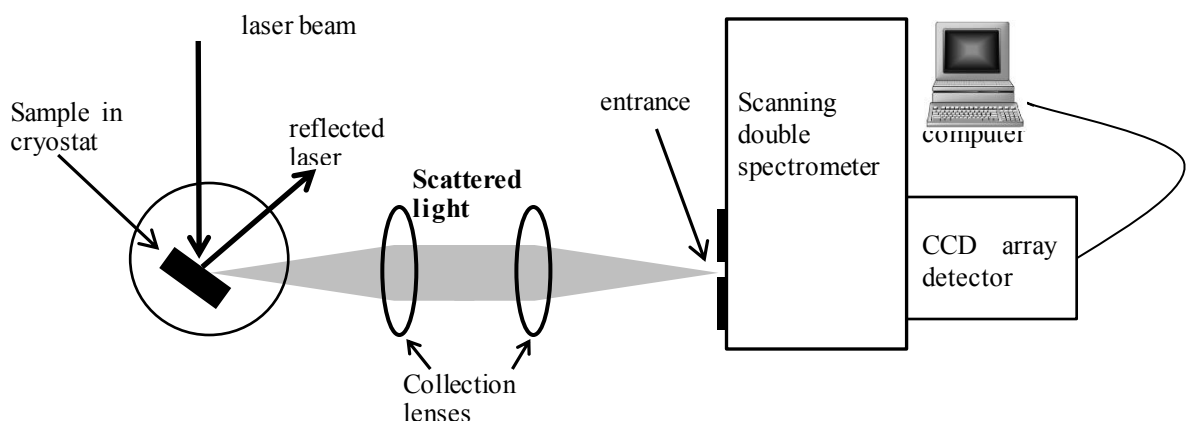 laser beam
Sample in
cryostat
reflected
laser
Scattered
light
entrance
Scanning
double
spectrometer
computer
CCD array
detector
Collection
lenses